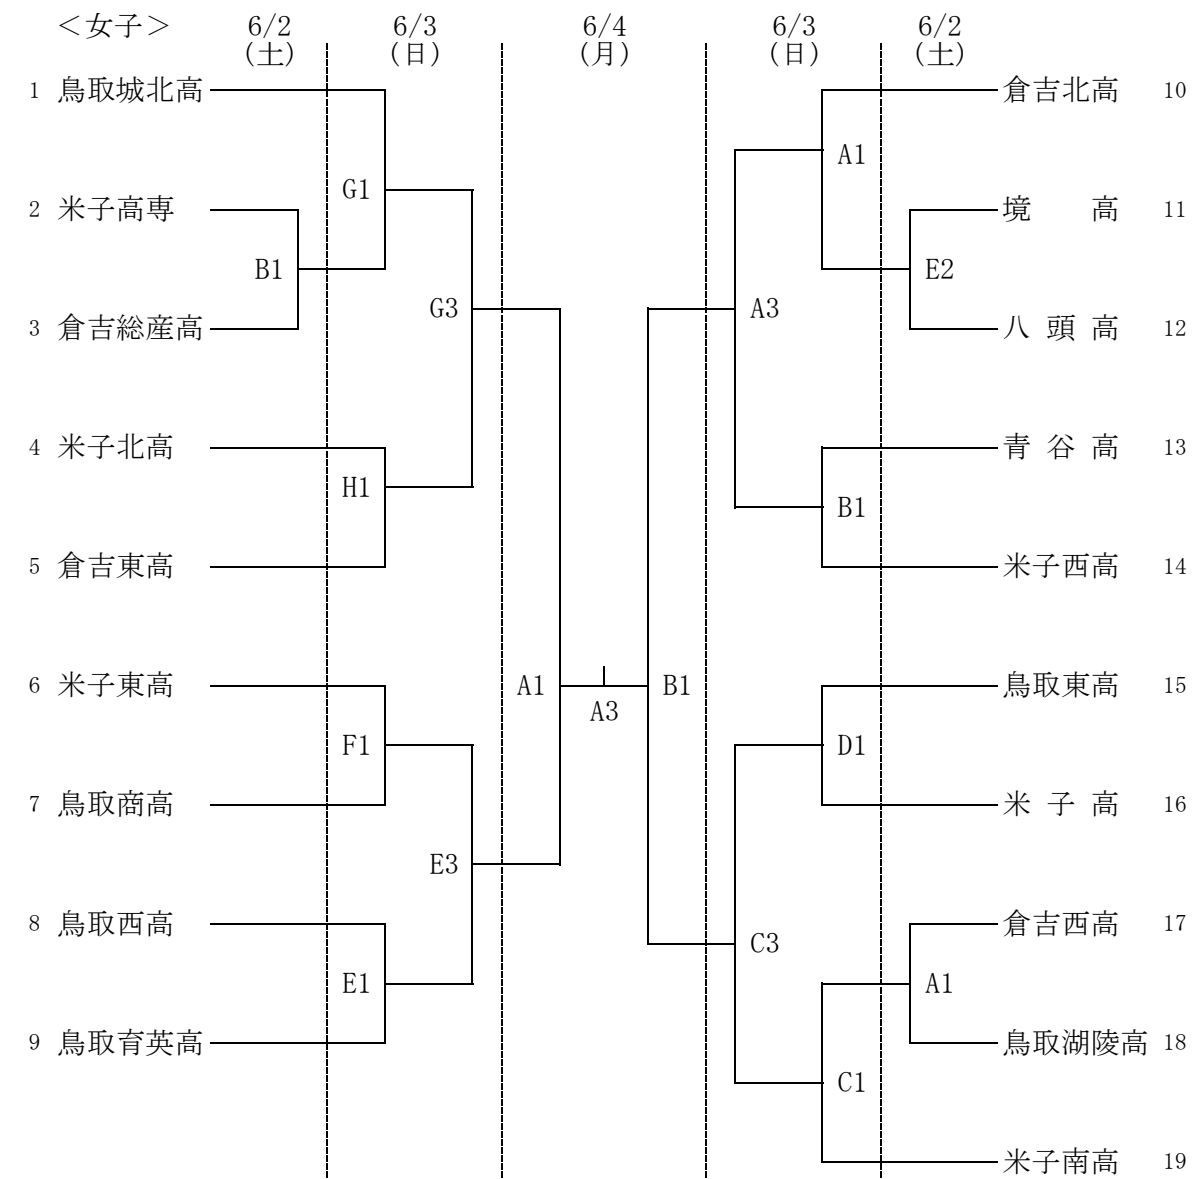 ＜女子＞ 6/2 6/3 6/4 6/3 6/2
(土) (日) (月) (日) (土)
1 鳥取城北高 倉吉北高 10
A1
G1
2 米子高専 境 高 11
B1 E2
G3 A3
3 倉吉総産高 八 頭 高 12
4 米子北高 青 谷 高 13
H1 B1
5 倉吉東高 米子西高 14
6 米子東高 A1 B1 鳥取東高 15
A3
F1 D1
7 鳥取商高 米 子 高 16
E3
8 鳥取西高 倉吉西高 17
C3
E1 A1
9 鳥取育英高 鳥取湖陵高 18
C1
米子南高 19